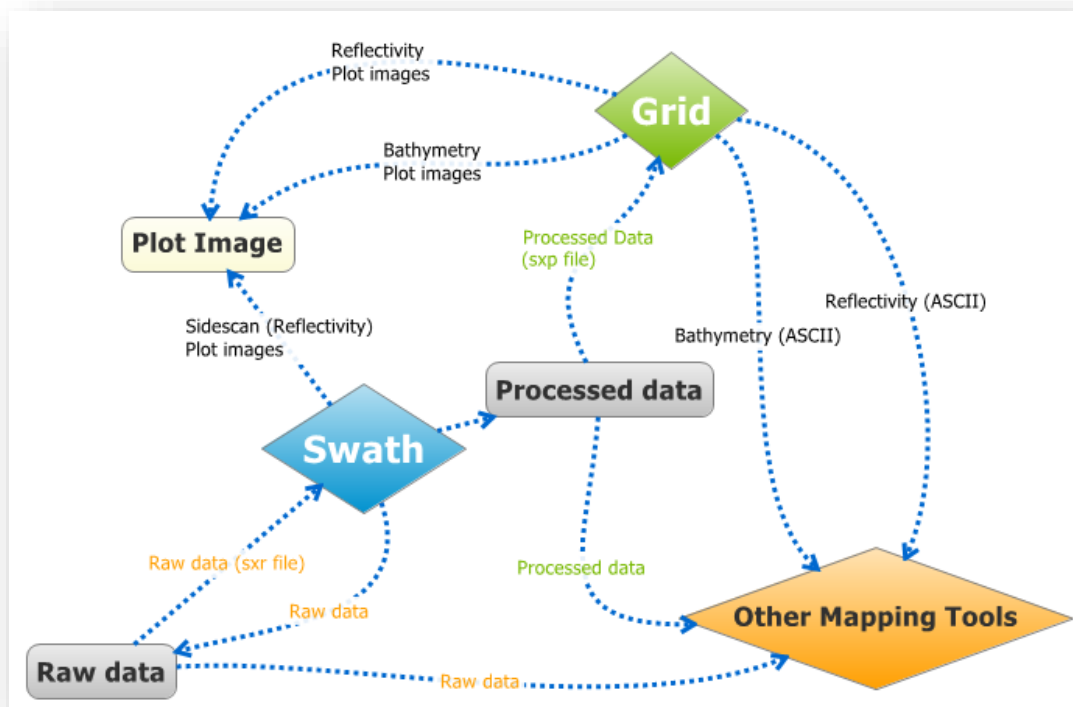 Reflectivity
Plot images
Grid
Bathymetry
Plot images
Plot Image
Processed Data
(sxp file)
Reflectivity (ASCII)
Sidescan (Reflectivity)
Plot images
Bathymetry (ASCII)
Processed data
Swath
Raw data (sxr file)
Processed data
Raw data
Other Mapping Tools
Raw data
Raw data